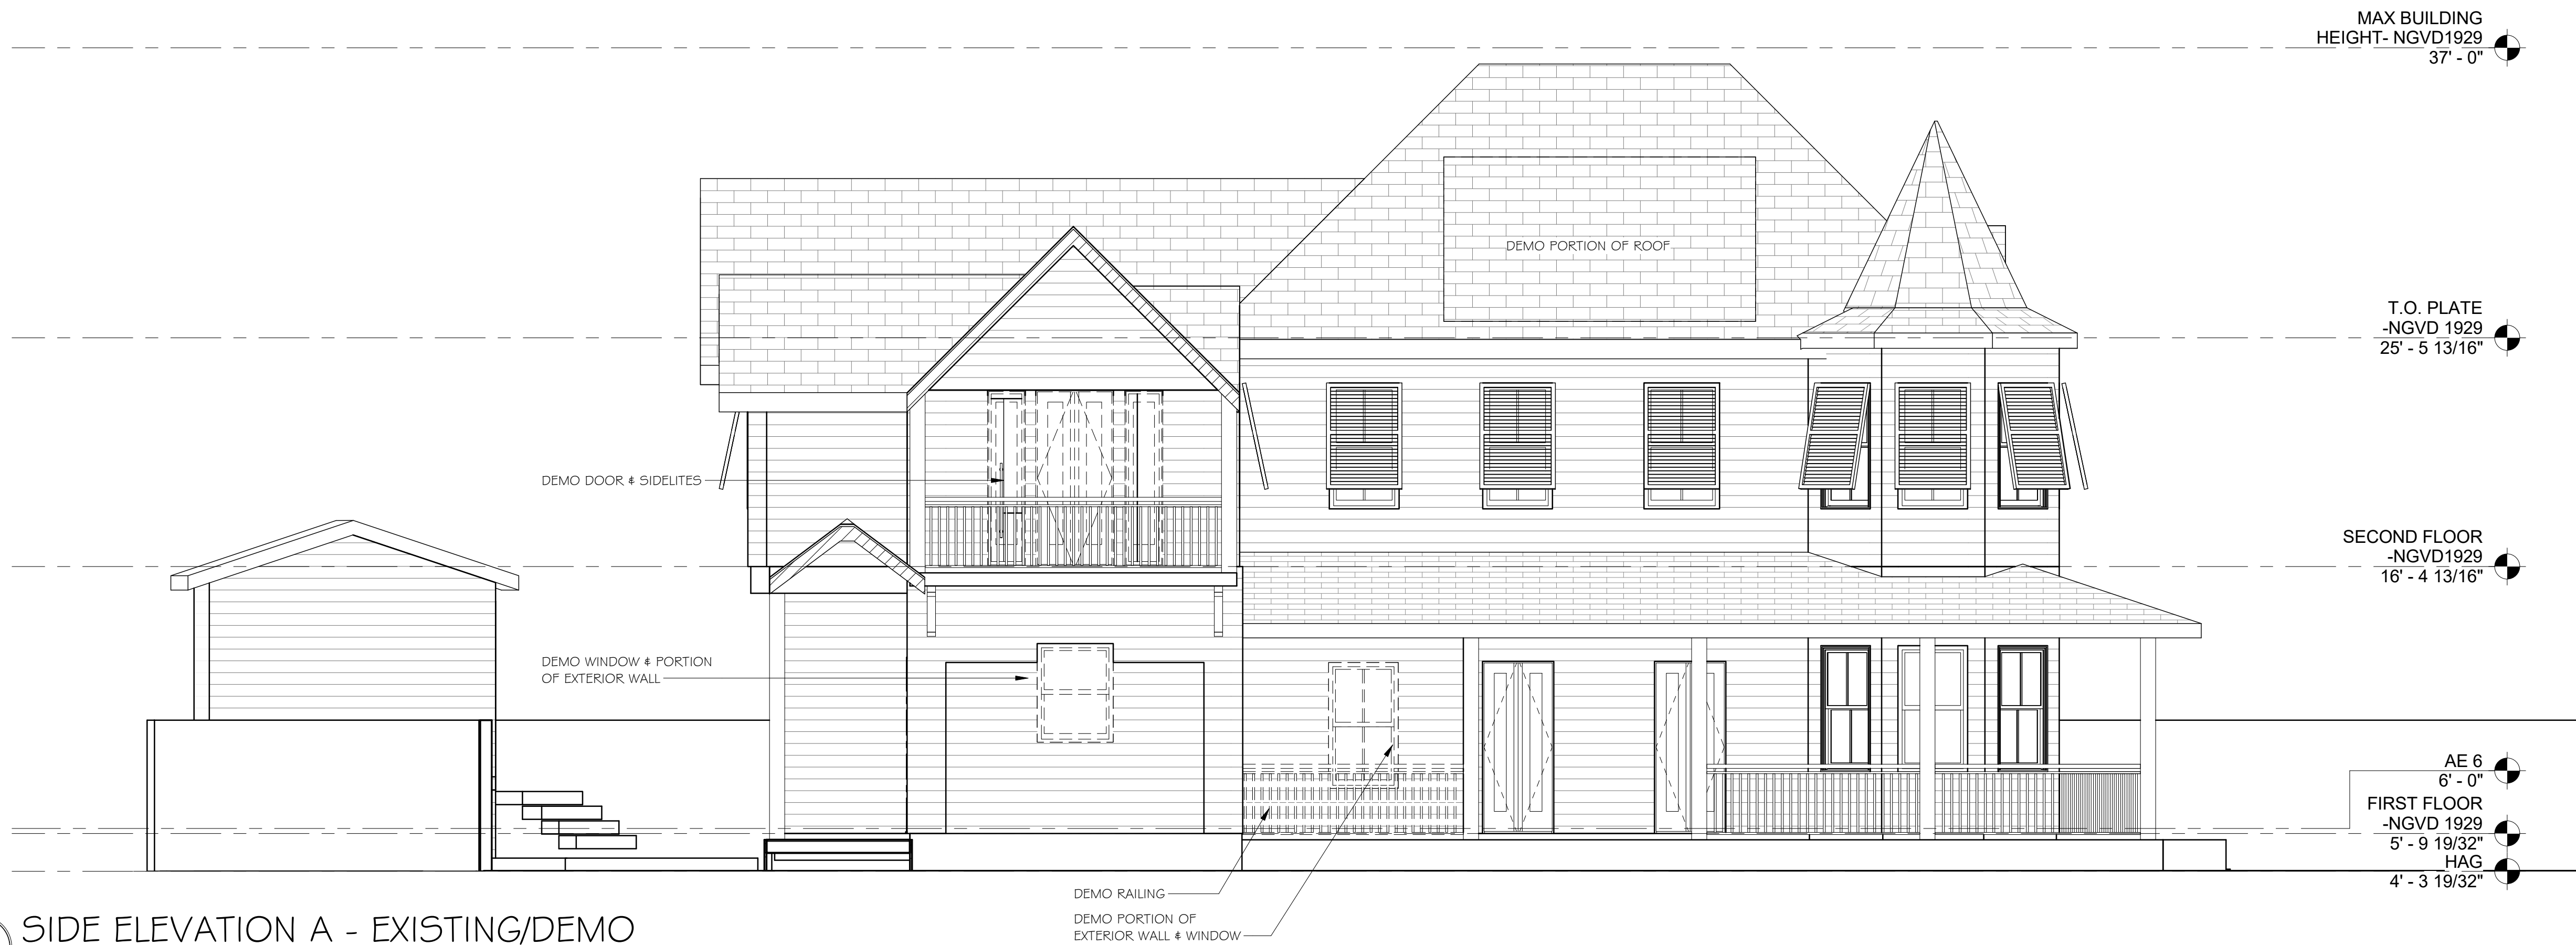 MAX BUILDING
HEIGHT- NGVD1929
37' - 0"
DEMO PORTION OF ROOF
T.O. PLATE
-NGVD 1929
25' - 5 13/16"
DEMO DOOR & SIDELITES
SECOND FLOOR
-NGVD1929
16' - 4 13/16"
DEMO WINDOW & PORTION
OF EXTERIOR WALL
AE 6
6' - 0"
FIRST FLOOR
-NGVD 1929
5' - 9 19/32"
HAG
4' - 3 19/32"
DEMO RAILING
DEMO PORTION OF
EXTERIOR WALL & WINDOW
SIDE ELEVATION A - EXISTING/DEMO